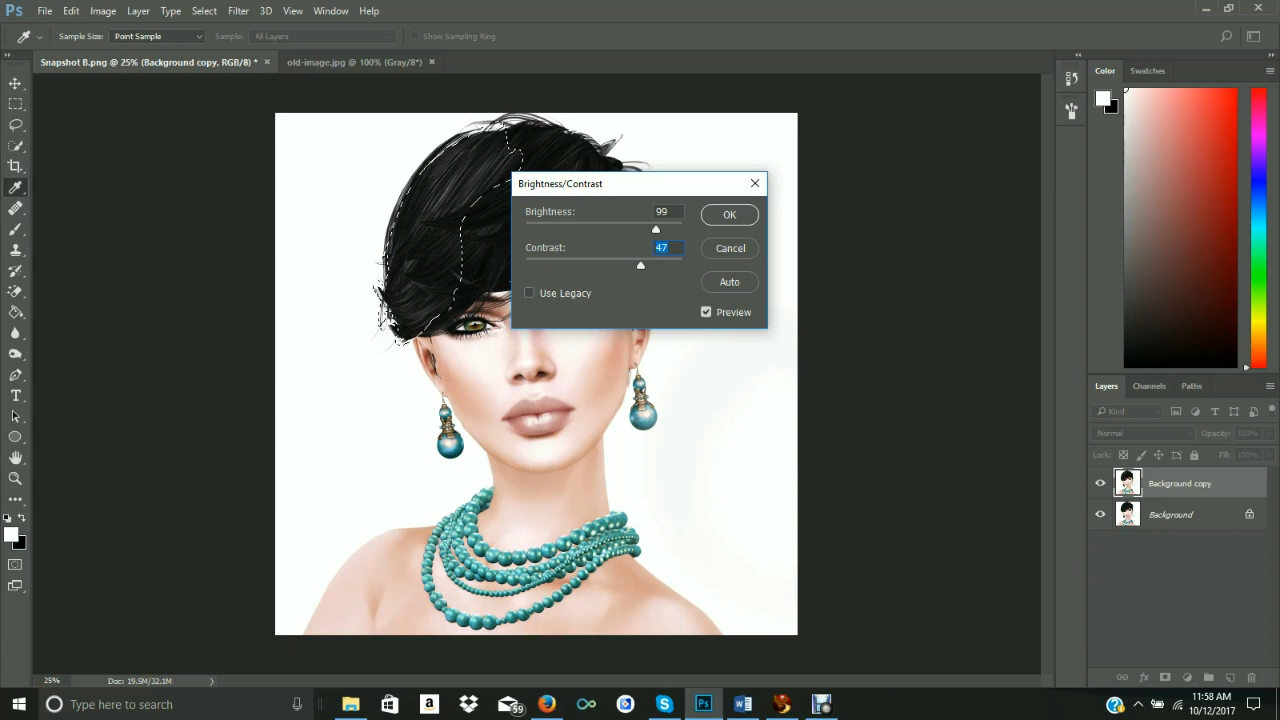 Ps File Edit Image Layer Type Select Filter 3D View Window Help
Sample Size: Point Sample Sample: All Layers Show Sampling Ring
Snapshot B.png @ 25% (Background copy, RGB/8) * × old-image.jpg @ 100% (Gray/8*) ×
Color Swatches
Brightness/Contrast
Brightness: 99
OK
Contrast: 47
Cancel
Auto
Use Legacy
Preview
Layers Channels Paths
Kind
Normal Opacity: 100%
Lock: Fill: 100%
Background copy
Background
25% Doc: 19.5M/32.1M
Type here to search
59
11:58 AM
10/12/2017